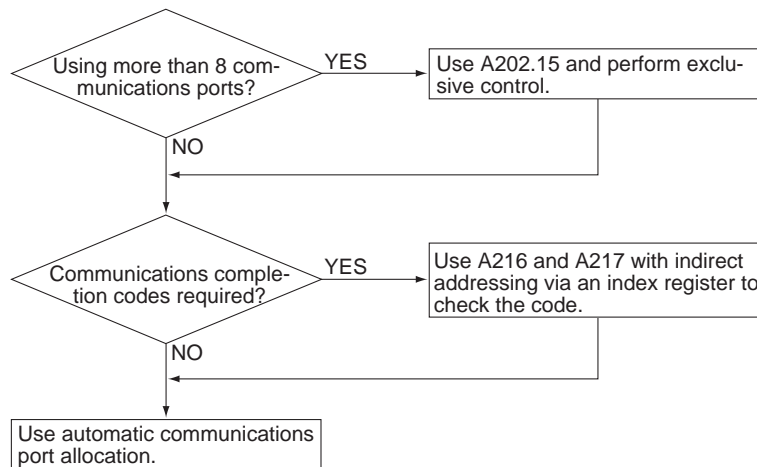 Using more than 8 com-
munications ports?
YES
Use A202.15 and perform exclu-
sive control.
NO
Communications comple-
tion codes required?
YES
Use A216 and A217 with indirect
addressing via an index register to
check the code.
NO
Use automatic communications
port allocation.